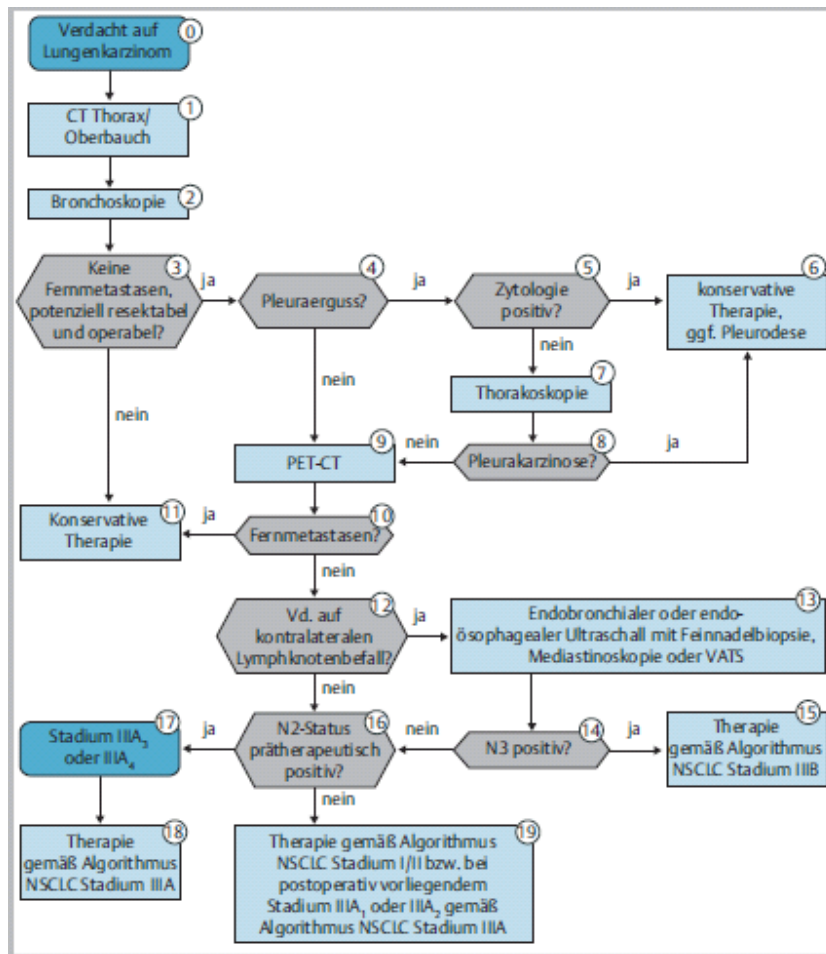 0
Verdacht auf
Lungenkarzinom
1
CT Thorax/
Oberbauch
2
Bronchoskopie
3
Keine
Fernmetastasen,
potenziell resektabel
und operabel?
ja
4
Pleuraerguss?
ja
5
Zytologie
positiv?
ja
6
konservative
Therapie,
ggf. Pleurodese
nein
7
Thorakoskopie
nein
nein
9
PET-CT
nein
8
Pleurakarzinose?
ja
11
Konservative
Therapie
ja
10
Fernmetastasen?
nein
12
Vd. auf
kontralateralen
Lymphknotenbefall?
ja
13
Endobronchialer oder endo-
ösophagealer Ultraschall mit Feinnadelbiopsie,
Mediastinoskopie oder VATS
nein
17
Stadium IIIA₃
oder IIIA₄
ja
16
N2-Status
prätherapeutisch
positiv?
nein
14
N3 positiv?
ja
15
Therapie
gemäß Algorithmus
NSCLC Stadium IIIB
nein
18
Therapie
gemäß Algorithmus
NSCLC Stadium IIIA
19
Therapie gemäß Algorithmus
NSCLC Stadium I/II bzw. bei
postoperativ vorliegendem
Stadium IIIA₁ oder IIIA₂ gemäß
Algorithmus NSCLC Stadium IIIA